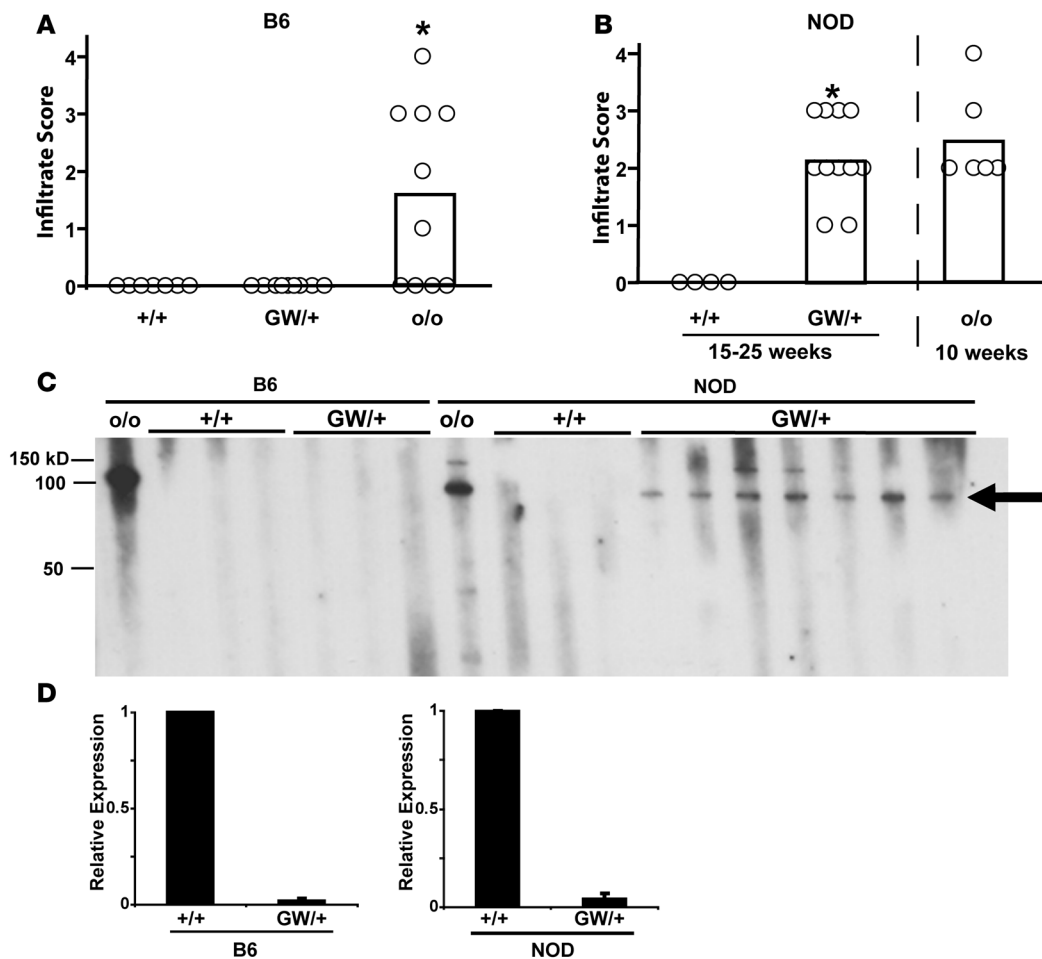 A
B6
*
Infiltrate Score
4
3
2
1
0
+/+
GW/+
o/o
B
NOD
*
Infiltrate Score
4
3
2
1
0
+/+
GW/+
o/o
15-25 weeks
10 weeks
C
B6
NOD
o/o
+/+
GW/+
o/o
+/+
GW/+
150 kD
100
50
D
Relative Expression
1
0.5
0
+/+
GW/+
B6
Relative Expression
1
0.5
0
+/+
GW/+
NOD